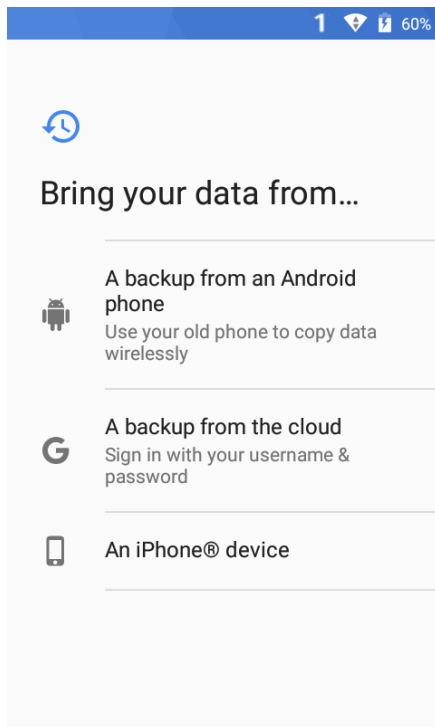 1 60%
Bring your data from...
A backup from an Android
phone
Use your old phone to copy data
wirelessly
A backup from the cloud
Sign in with your username &
password
An iPhone® device